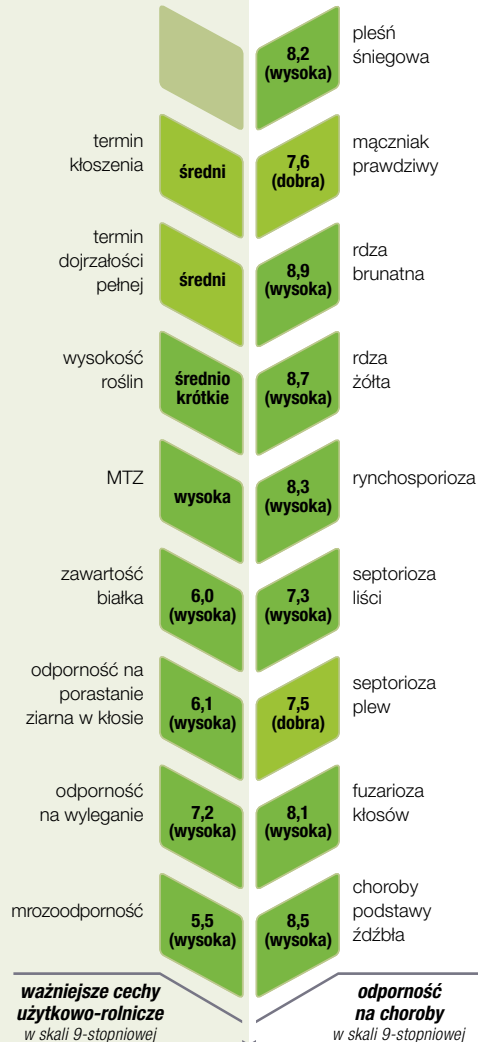 8,2
(wysoka)
pleśń
śniegowa
termin
kłoszenia
średni
7,6
(dobra)
mączniak
prawdziwy
termin
dojrzałości
pełnej
średni
8,9
(wysoka)
rdza
brunatna
wysokość
roślin
średnio
krótkie
8,7
(wysoka)
rdza
żółta
MTZ
wysoka
8,3
(wysoka)
rynchosporioza
zawartość
białka
6,0
(wysoka)
7,3
(wysoka)
septorioza
liści
odporność na
porastanie
ziarna w kłosie
6,1
(wysoka)
7,5
(dobra)
septorioza
plew
odporność
na wyleganie
7,2
(wysoka)
8,1
(wysoka)
fuzarioza
kłosów
mrozoodporność
5,5
(wysoka)
8,5
(wysoka)
choroby
podstawy
źdźbła
ważniejsze cechy
użytkowo-rolnicze
w skali 9-stopniowej
odporność
na choroby
w skali 9-stopniowej